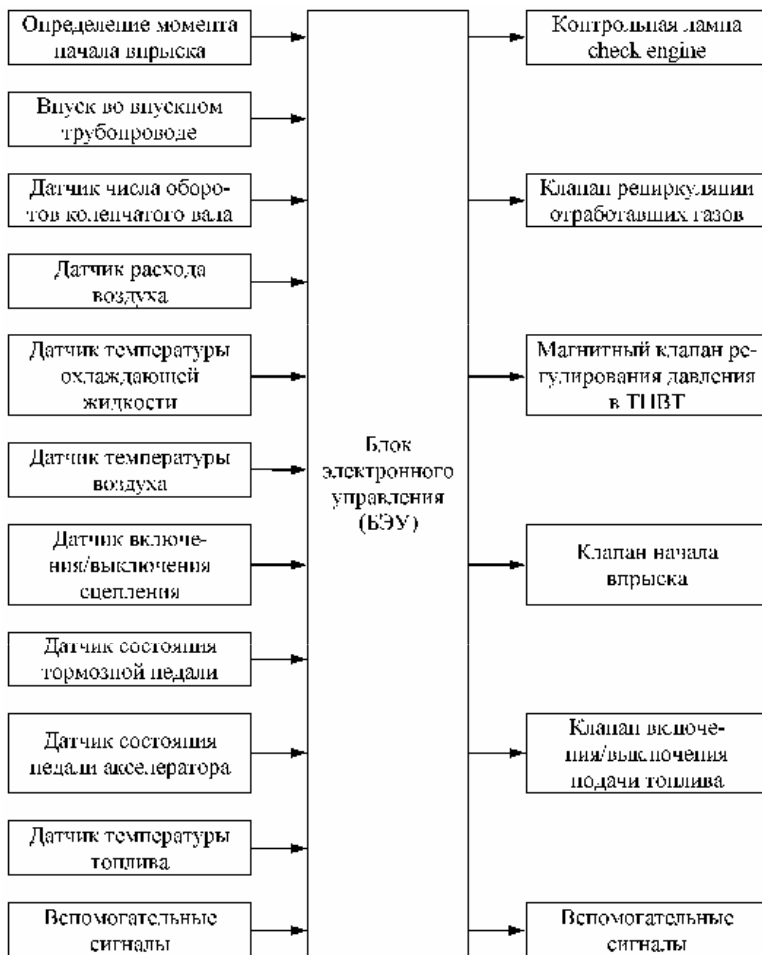 Определение момента
начала впрыска
Впуск во впускном
трубопроводе
Датчик числа оборо-
тов коленчатого вала
Датчик расхода
воздуха
Датчик температуры
охлаждающей
жидкости
Датчик температуры
воздуха
Датчик включе-
ния/выключения
сцепления
Датчик состояния
тормозной педали
Датчик состояния
педали акселератора
Датчик температуры
топлива
Вспомогательные
сигналы
Блок
электронного
управления
(БЭУ)
Контрольная лампа
check engine
Клапан рециркуляции
отработавших газов
Магнитный клапан ре-
гулирования давления
в ТНВТ
Клапан начала
впрыска
Клапан включе-
ния/выключения
подачи топлива
Вспомогательные
сигналы